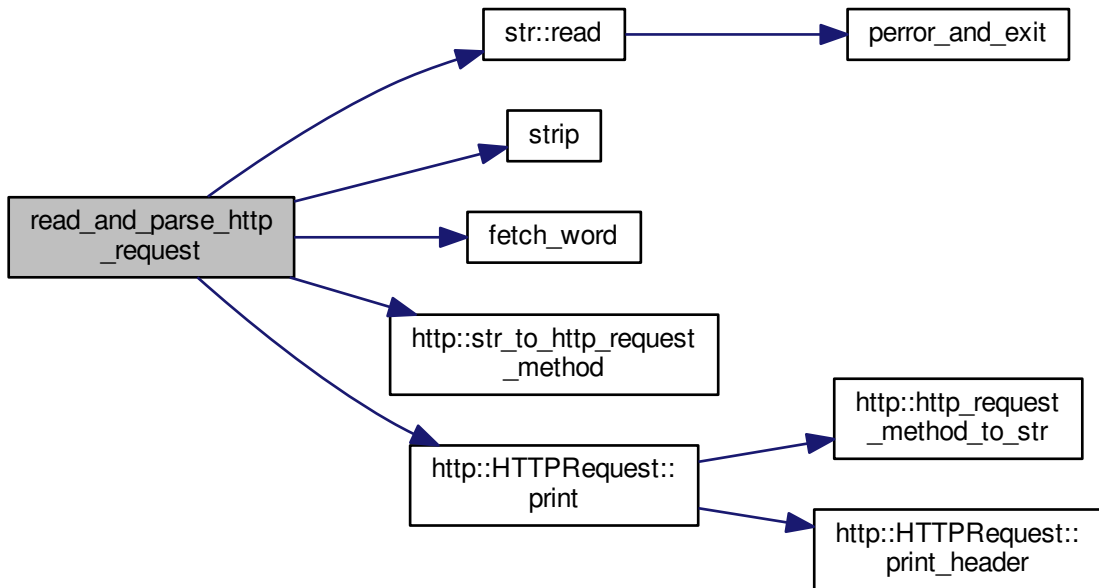 str::read
perror_and_exit
strip
read_and_parse_http
_request
fetch_word
http::str_to_http_request
_method
http::http_request
_method_to_str
http::HTTPRequest::
print
http::HTTPRequest::
print_header